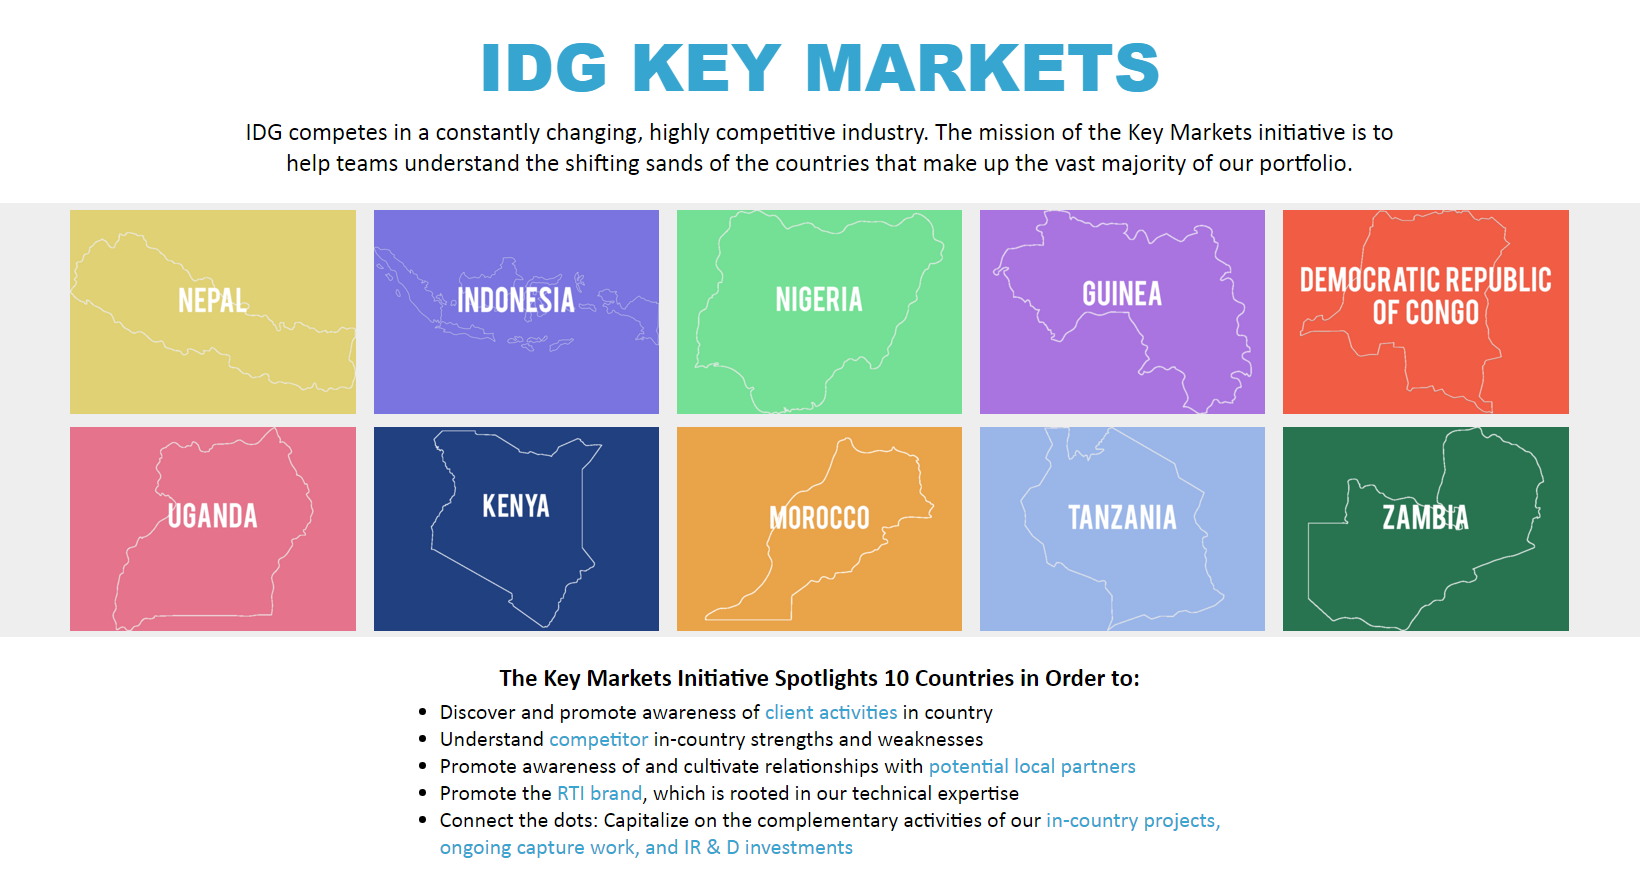 IDG KEY MARKETS
IDG competes in a constantly changing, highly competitive industry. The mission of the Key Markets initiative is to
help teams understand the shifting sands of the countries that make up the vast majority of our portfolio.
NEPAL
INDONESIA
NIGERIA
GUINEA
DEMOCRATIC REPUBLIC
OF CONGO
UGANDA
KENYA
MOROCCO
TANZANIA
ZAMBIA
The Key Markets Initiative Spotlights 10 Countries in Order to:
• Discover and promote awareness of client activities in country
• Understand competitor in-country strengths and weaknesses
• Promote awareness of and cultivate relationships with potential local partners
• Promote the RTI brand, which is rooted in our technical expertise
• Connect the dots: Capitalize on the complementary activities of our in-country projects,
ongoing capture work, and IR & D investments